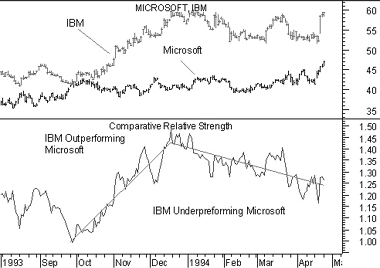 MICROSOFT, IBM
60
IBM
55
50
Microsoft
45
40
35
Comparative Relative Strength
1.50
IBM Outperforming
Microsoft
1.45
1.40
1.35
1.30
1.25
1.20
IBM Underpreforming Microsoft
1.15
1.10
1.05
1.00
1993 Sep Oct Nov Dec 1994 Feb Mar Apr Ma